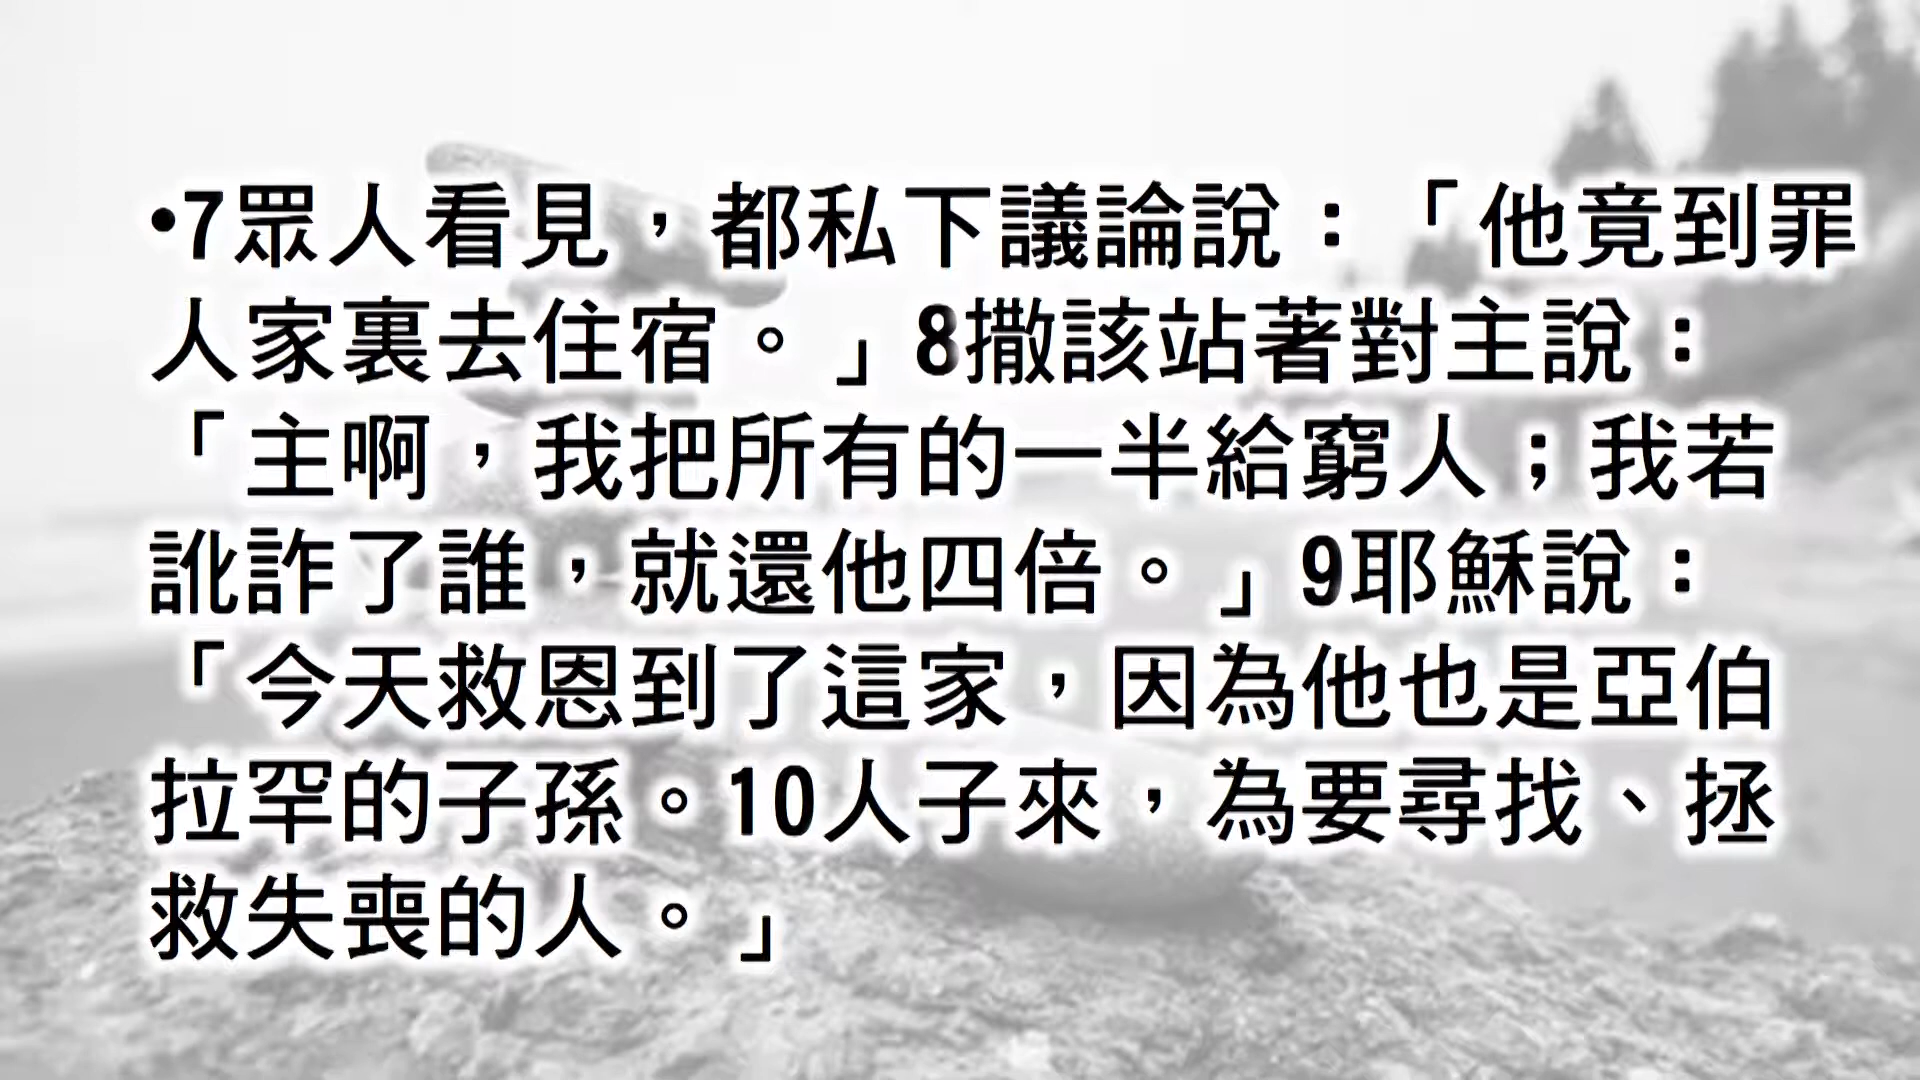 •7眾人看見，都私下議論說：「他竟到罪
人家裏去住宿。」8撒該站著對主說：
「主啊，我把所有的一半給窮人；我若
訛詐了誰，就還他四倍。」9耶穌說：
「今天救恩到了這家，因為他也是亞伯
拉罕的子孫。10人子來，為要尋找、拯
救失喪的人。」